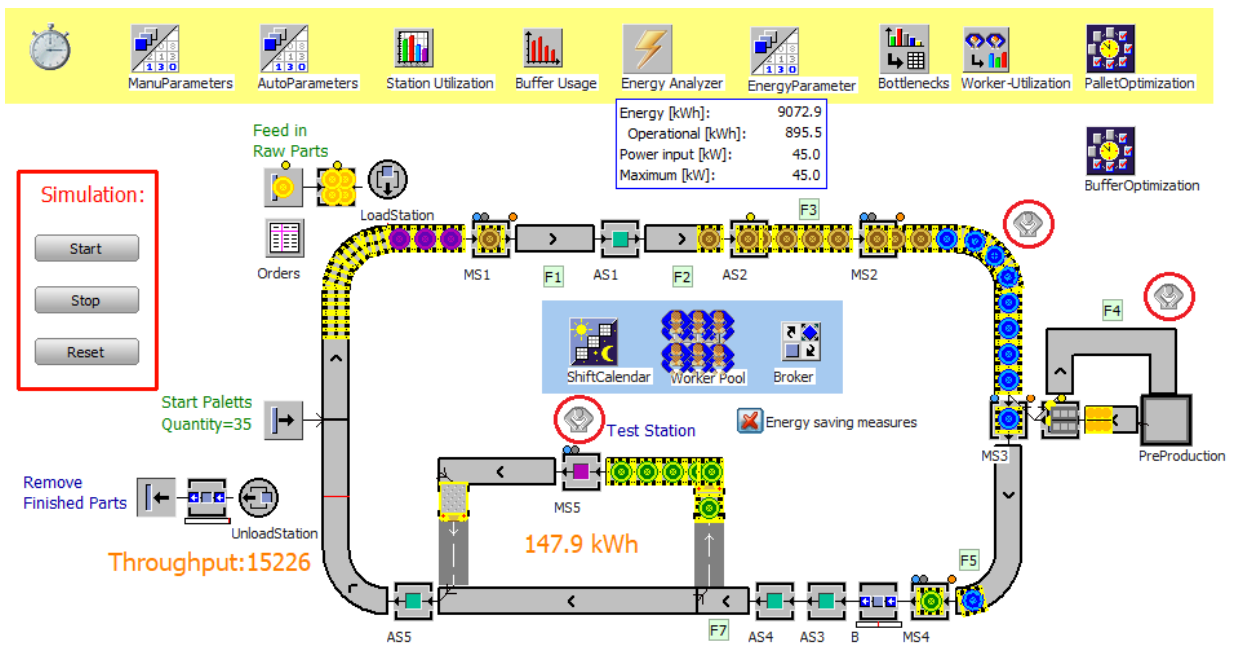 ManuParameters
AutoParameters
Station Utilization
Buffer Usage
Energy Analyzer
EnergyParameter
Bottlenecks
Worker-Utilization
PalletOptimization
Energy [kWh]: 9072.9
Operational [kWh]: 895.5
Power input [kW]: 45.0
Maximum [kW]: 45.0
BufferOptimization
Simulation:
Start
Stop
Reset
Feed in
Raw Parts
LoadStation
Orders
MS1
F1
AS1
F2
AS2
F3
MS2
F4
ShiftCalendar
Worker Pool
Broker
Start Paletts
Quantity=35
Test Station
Energy saving measures
MS3
PreProduction
Remove
Finished Parts
UnloadStation
MS5
Throughput:15226
147.9 kWh
F5
AS5
F7
AS4
AS3
B
MS4